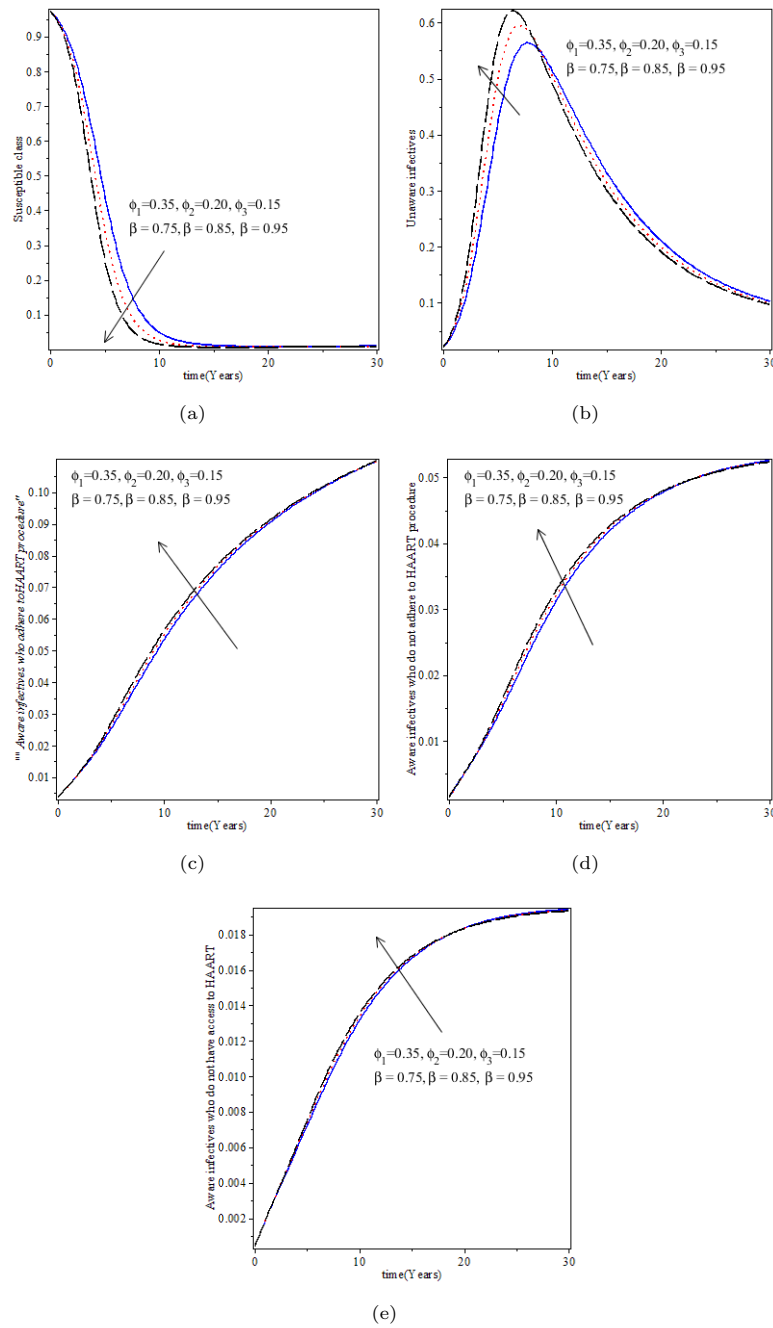 0.9
0.8
0.7
0.6
0.5
0.4
0.3
0.2
0.1
Susceptible class
ϕ1=0.35, ϕ2=0.20, ϕ3=0.15
β = 0.75, β = 0.85, β = 0.95
0 10 20 30
time(Years)
(a)
0.6
0.5
0.4
0.3
0.2
0.1
Unaware infectives
ϕ1=0.35, ϕ2=0.20, ϕ3=0.15
β = 0.75, β = 0.85, β = 0.95
0 10 20 30
time(Years)
(b)
0.10
0.09
0.08
0.07
0.06
0.05
0.04
0.03
0.02
0.01
"" Aware infectives who adhere toHAART procedure"
ϕ1=0.35, ϕ2=0.20, ϕ3=0.15
β = 0.75, β = 0.85, β = 0.95
0 10 20 30
time(Years)
(c)
0.05
0.04
0.03
0.02
0.01
Aware infectives who do not adhere to HAART procedure
ϕ1=0.35, ϕ2=0.20, ϕ3=0.15
β = 0.75, β = 0.85, β = 0.95
0 10 20 30
time(Years)
(d)
0.018
0.016
0.014
0.012
0.010
0.008
0.006
0.004
0.002
Aware infectives who do not have access to HAART
ϕ1=0.35, ϕ2=0.20, ϕ3=0.15
β = 0.75, β = 0.85, β = 0.95
0 10 20 30
time(Years)
(e)